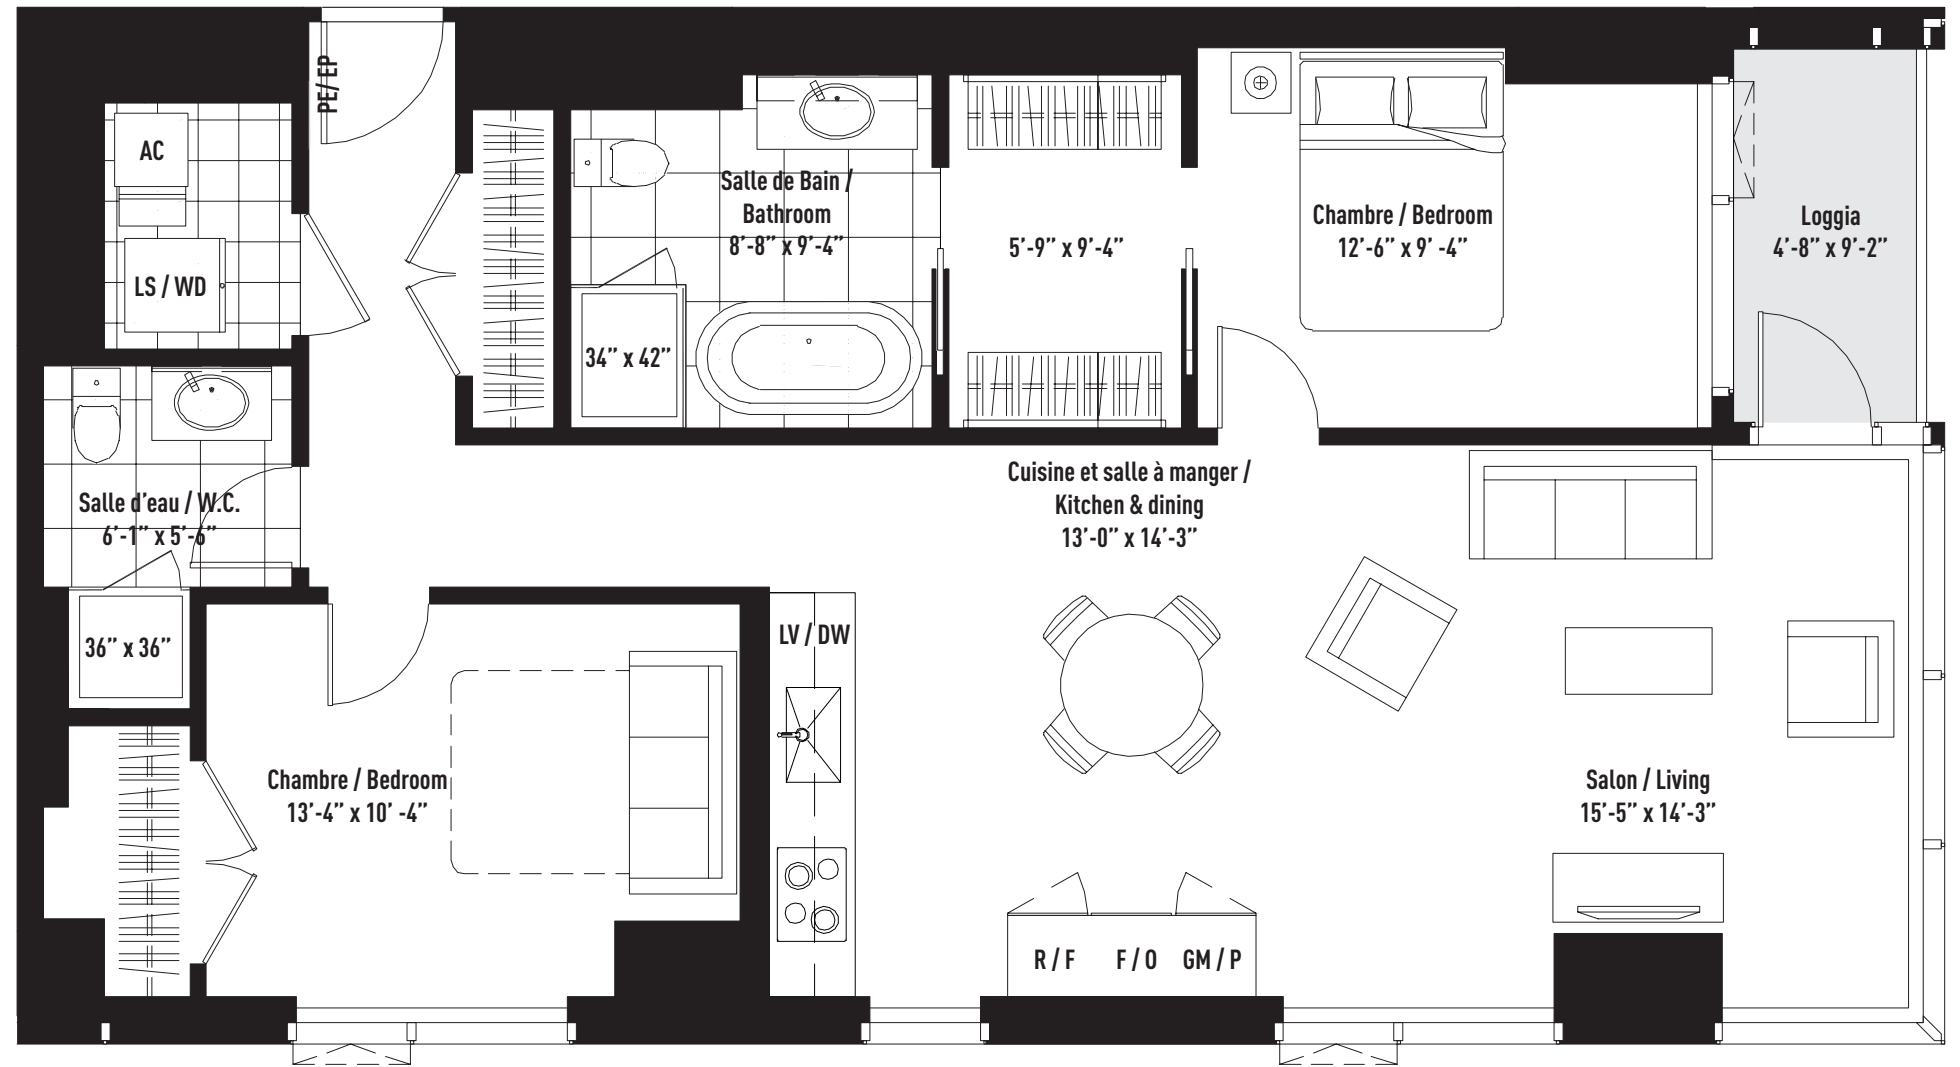 PE/ EP
AC
LS / WD
Salle de Bain /
Bathroom
8’-8” x 9’-4”
34” x 42”
5’-9” x 9’-4”
Chambre / Bedroom
12’-6” x 9’ -4”
Loggia
4’-8” x 9’-2”
Salle d’eau / W.C.
6’-1” x 5’-6”
36” x 36”
Cuisine et salle à manger /
Kitchen & dining
13’-0” x 14’-3”
LV / DW
Chambre / Bedroom
13’-4” x 10’ -4”
Salon / Living
15’-5” x 14’-3”
R / F
F / O
GM / P